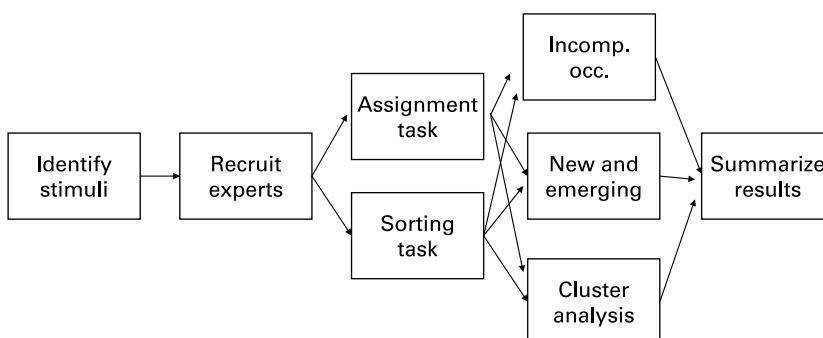 Identify
stimuli
Recruit
experts
Assignment
task
Sorting
task
Incomp.
occ.
New and
emerging
Cluster
analysis
Summarize
results